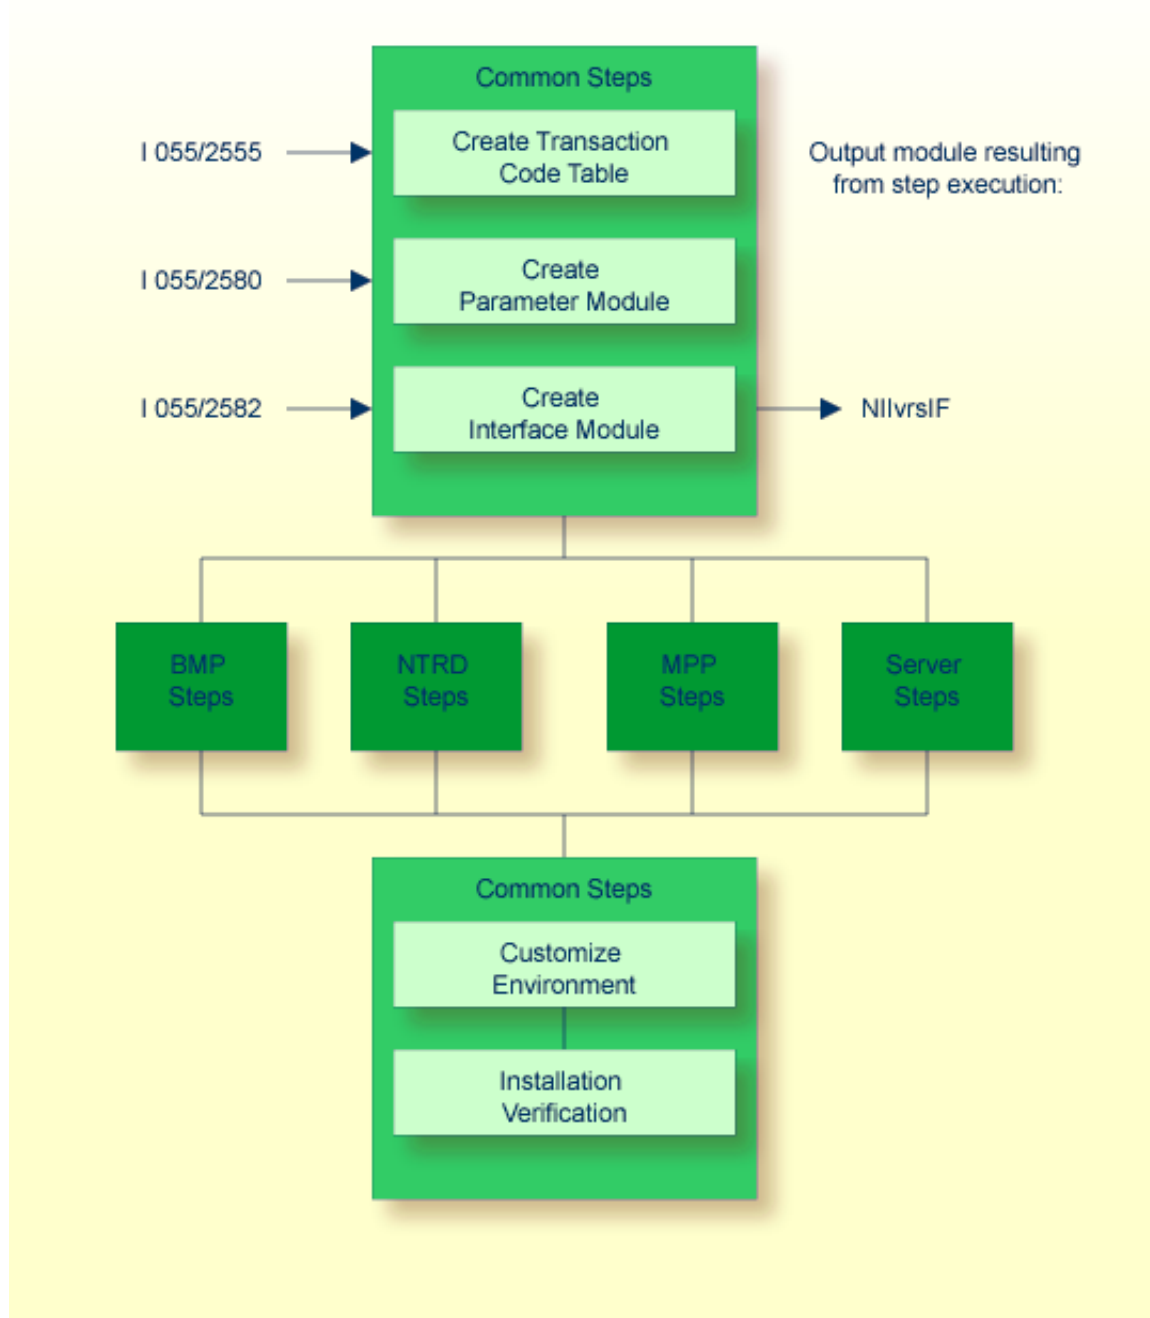 Common Steps
I 055/2555
Create Transaction
Code Table
Output module resulting
from step execution:
I 055/2580
Create
Parameter Module
I 055/2582
Create
Interface Module
NIIvrsIF
BMP
Steps
NTRD
Steps
MPP
Steps
Server
Steps
Common Steps
Customize
Environment
Installation
Verification